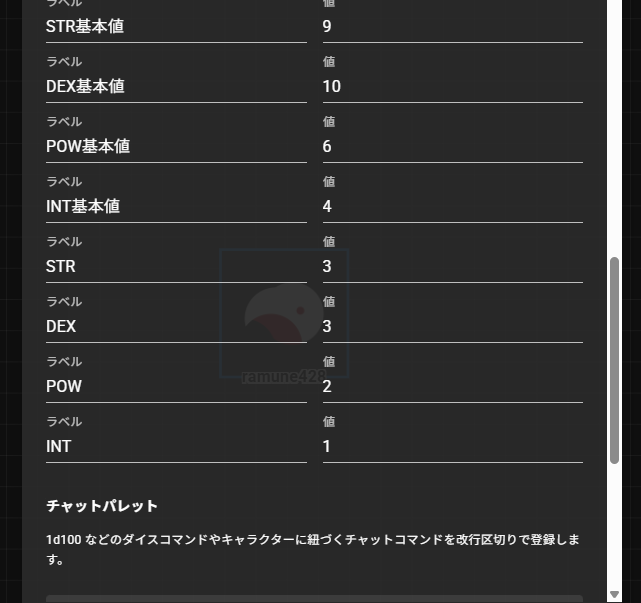 ラベル 値
STR基本値 9
ラベル 値
DEX基本値 10
ラベル 値
POW基本値 6
ラベル 値
INT基本値 4
ラベル 値
STR 3
ラベル 値
DEX 3
ラベル 値
ramune428
POW 2
ラベル 値
INT 1
チャットパレット
1d100 などのダイスコマンドやキャラクターに紐づくチャットコマンドを改行区切りで登録しま
す。